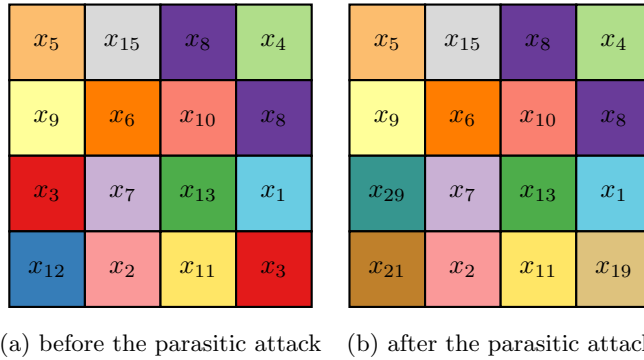 x5 x15 x8 x4 x5 x15 x8 x4
x9 x6 x10 x8 x9 x6 x10 x8
x3 x7 x13 x1 x29 x7 x13 x1
x12 x2 x11 x3 x21 x2 x11 x19
(a) before the parasitic attack (b) after the parasitic attack